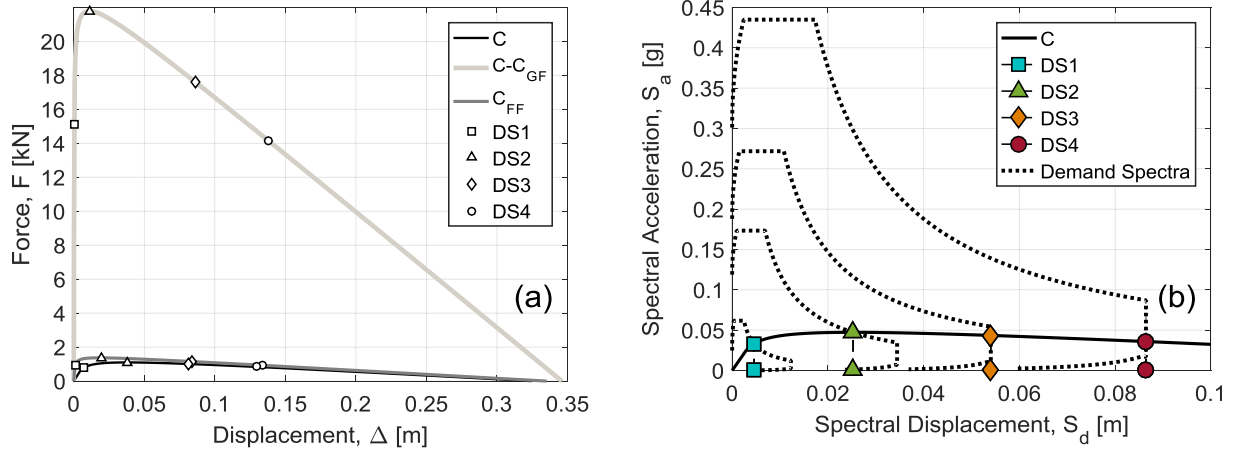 C
C-C_GF
C_FF
DS1
DS2
DS3
DS4
(a)
20
18
16
14
12
10
8
6
4
2
0
Force, F [kN]
0 0.05 0.1 0.15 0.2 0.25 0.3 0.35
Displacement, Δ [m]
C
DS1
DS2
DS3
DS4
Demand Spectra
(b)
0.45
0.4
0.35
0.3
0.25
0.2
0.15
0.1
0.05
0
Spectral Acceleration, S_a [g]
0 0.02 0.04 0.06 0.08 0.1
Spectral Displacement, S_d [m]